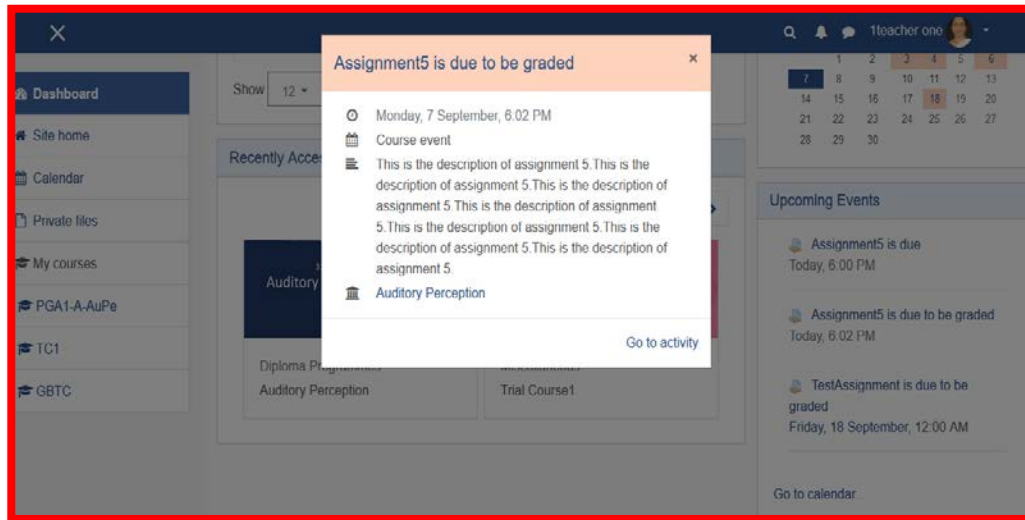 1teacher one
Assignment5 is due to be graded
×
Monday, 7 September, 6:02 PM
Course event
This is the description of assignment 5.This is the
description of assignment 5.This is the description of
assignment 5.This is the description of assignment
5.This is the description of assignment 5.This is the
description of assignment 5.This is the description of
assignment 5.
Auditory Perception
Go to activity
Dashboard
Site home
Calendar
Private files
My courses
PGA1-A-AuPe
TC1
GBTC
Show 12
Recently Acce
Auditory
Diploma
Auditory Perception
Trial Course1
1 2 3 4 5 6
7 8 9 10 11 12 13
14 15 16 17 18 19 20
21 22 23 24 25 26 27
28 29 30
Upcoming Events
Assignment5 is due
Today, 6:00 PM
Assignment5 is due to be graded
Today, 6:02 PM
TestAssignment is due to be
graded
Friday, 18 September, 12:00 AM
Go to calendar